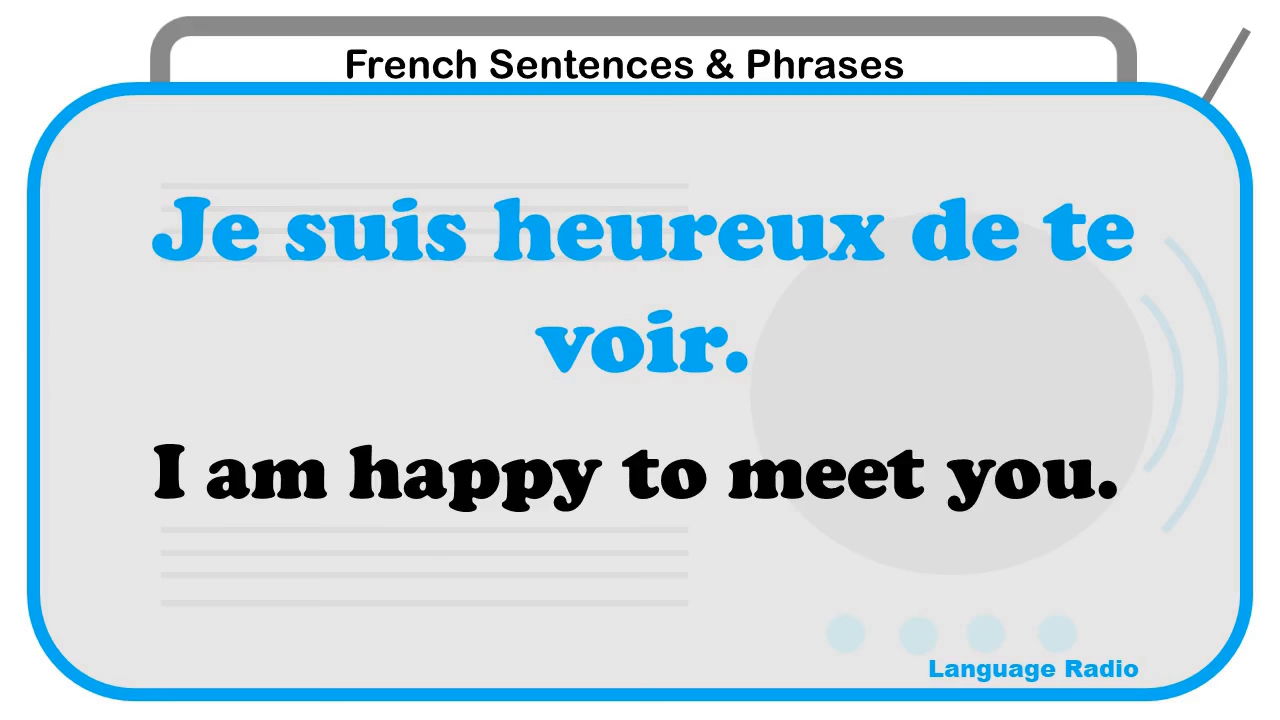 French Sentences & Phrases
Je suis heureux de te
voir.
I am happy to meet you.
Language Radio